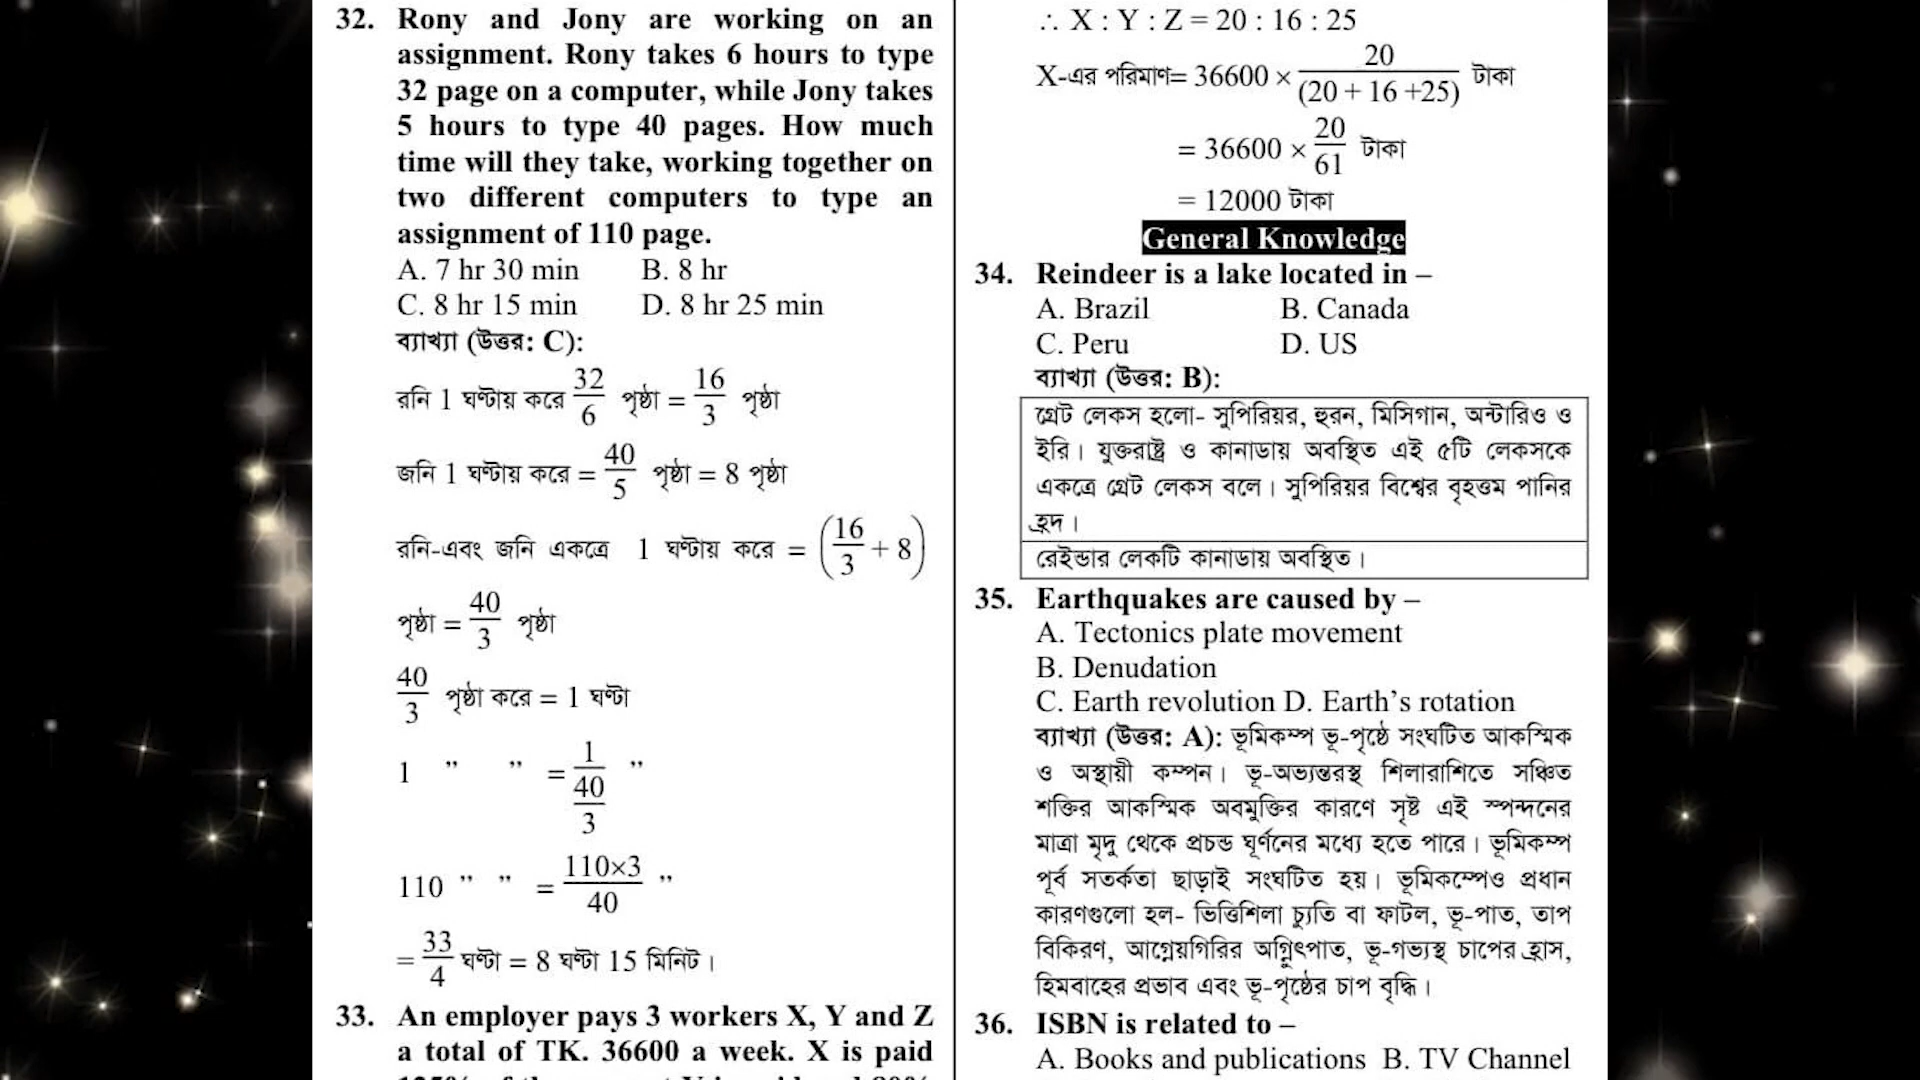 32. Rony and Jony are working on an
assignment. Rony takes 6 hours to type
32 page on a computer, while Jony takes
5 hours to type 40 pages. How much
time will they take, working together on
two different computers to type an
assignment of 110 page.
A. 7 hr 30 min B. 8 hr
C. 8 hr 15 min D. 8 hr 25 min
ব্যাখ্যা (উত্তর: C):
রনি 1 ঘণ্টায় করে 32/6 পৃষ্ঠা = 16/3 পৃষ্ঠা
জনি 1 ঘণ্টায় করে = 40/5 পৃষ্ঠা = 8 পৃষ্ঠা
রনি-এবং জনি একত্রে 1 ঘণ্টায় করে = (16/3 + 8)
পৃষ্ঠা = 40/3 পৃষ্ঠা
40/3 পৃষ্ঠা করে = 1 ঘণ্টা
1 ” ” = 1/(40/3) ”
110 ” ” = 110×3/40 ”
= 33/4 ঘণ্টা = 8 ঘণ্টা 15 মিনিট।
33. An employer pays 3 workers X, Y and Z
a total of TK. 36600 a week. X is paid
∴ X : Y : Z = 20 : 16 : 25
X-এর পরিমাণ= 36600 × 20/(20 + 16 +25) টাকা
= 36600 × 20/61 টাকা
= 12000 টাকা
General Knowledge
34. Reindeer is a lake located in –
A. Brazil B. Canada
C. Peru D. US
ব্যাখ্যা (উত্তর: B):
গ্রেট লেকস হলো- সুপিরিয়র, হুরন, মিসিগান, অন্টারিও ও
ইরি। যুক্তরাষ্ট্র ও কানাডায় অবস্থিত এই ৫টি লেকসকে
একত্রে গ্রেট লেকস বলে। সুপিরিয়র বিশ্বের বৃহত্তম পানির
হ্রদ।
রেইন্ডার লেকটি কানাডায় অবস্থিত।
35. Earthquakes are caused by –
A. Tectonics plate movement
B. Denudation
C. Earth revolution D. Earth’s rotation
ব্যাখ্যা (উত্তর: A): ভূমিকম্প ভূ-পৃষ্ঠে সংঘটিত আকস্মিক
ও অস্থায়ী কম্পন। ভূ-অভ্যন্তরস্থ শিলারাশিতে সঞ্চিত
শক্তির আকস্মিক অবমুক্তির কারণে সৃষ্ট এই স্পন্দনের
মাত্রা মৃদু থেকে প্রচন্ড ঘূর্ণনের মধ্যে হতে পারে। ভূমিকম্প
পূর্ব সতর্কতা ছাড়াই সংঘটিত হয়। ভূমিকম্পেও প্রধান
কারণগুলো হল- ভিত্তিশিলা চ্যুতি বা ফাটল, ভূ-পাত, তাপ
বিকিরণ, আগ্নেয়গিরির অগ্নুিৎপাত, ভূ-গভ্যস্থ চাপের হ্রাস,
হিমবাহের প্রভাব এবং ভূ-পৃষ্ঠের চাপ বৃদ্ধি।
36. ISBN is related to –
A. Books and publications B. TV Channel